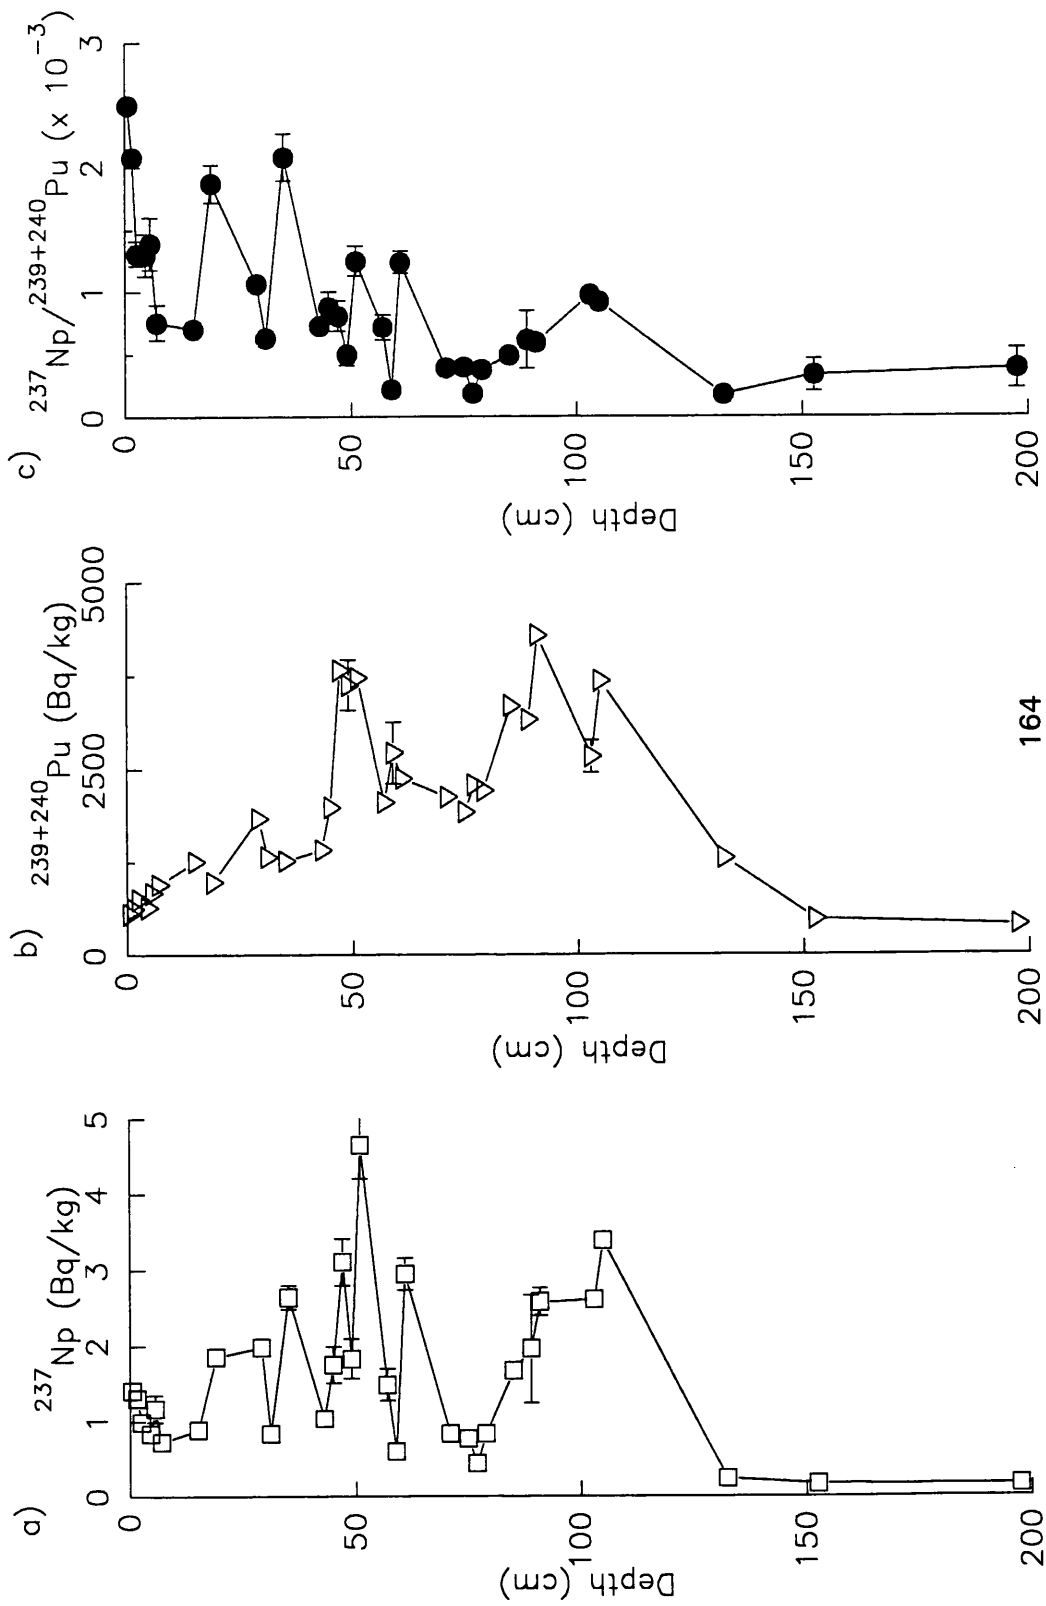 a)
²³⁷Np (Bq/kg)
0 1 2 3 4 5
0
50
100
150
200
Depth (cm)
b)
²³⁹⁺²⁴⁰Pu (Bq/kg)
0 2500 5000
0
50
100
150
200
Depth (cm)
c)
²³⁷Np/²³⁹⁺²⁴⁰Pu (x 10⁻³)
0 1 2 3
0
50
100
150
200
Depth (cm)
164